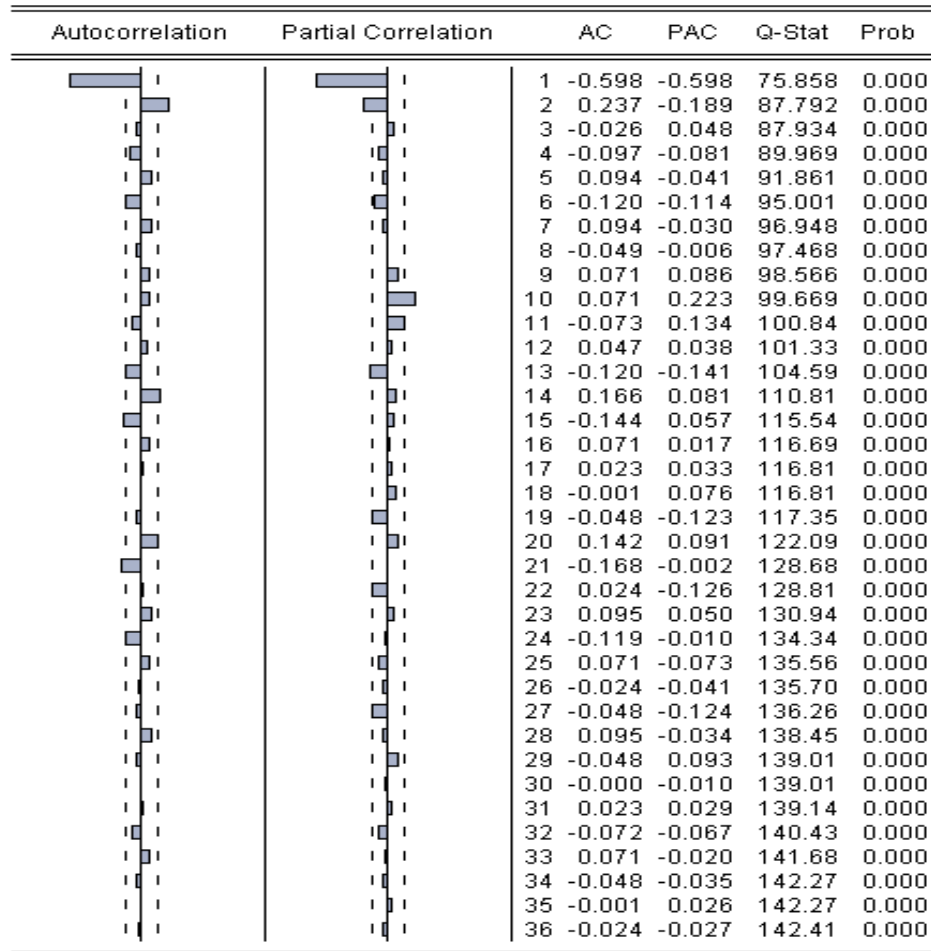 Autocorrelation Partial Correlation AC PAC Q-Stat Prob
1 -0.598 -0.598 75.858 0.000
2 0.237 -0.189 87.792 0.000
3 -0.026 0.048 87.934 0.000
4 -0.097 -0.081 89.969 0.000
5 0.094 -0.041 91.861 0.000
6 -0.120 -0.114 95.001 0.000
7 0.094 -0.030 96.948 0.000
8 -0.049 -0.006 97.468 0.000
9 0.071 0.086 98.566 0.000
10 0.071 0.223 99.669 0.000
11 -0.073 0.134 100.84 0.000
12 0.047 0.038 101.33 0.000
13 -0.120 -0.141 104.59 0.000
14 0.166 0.081 110.81 0.000
15 -0.144 0.057 115.54 0.000
16 0.071 0.017 116.69 0.000
17 0.023 0.033 116.81 0.000
18 -0.001 0.076 116.81 0.000
19 -0.048 -0.123 117.35 0.000
20 0.142 0.091 122.09 0.000
21 -0.168 -0.002 128.68 0.000
22 0.024 -0.126 128.81 0.000
23 0.095 0.050 130.94 0.000
24 -0.119 -0.010 134.34 0.000
25 0.071 -0.073 135.56 0.000
26 -0.024 -0.041 135.70 0.000
27 -0.048 -0.124 136.26 0.000
28 0.095 -0.034 138.45 0.000
29 -0.048 0.093 139.01 0.000
30 -0.000 -0.010 139.01 0.000
31 0.023 0.029 139.14 0.000
32 -0.072 -0.067 140.43 0.000
33 0.071 -0.020 141.68 0.000
34 -0.048 -0.035 142.27 0.000
35 -0.001 0.026 142.27 0.000
36 -0.024 -0.027 142.41 0.000